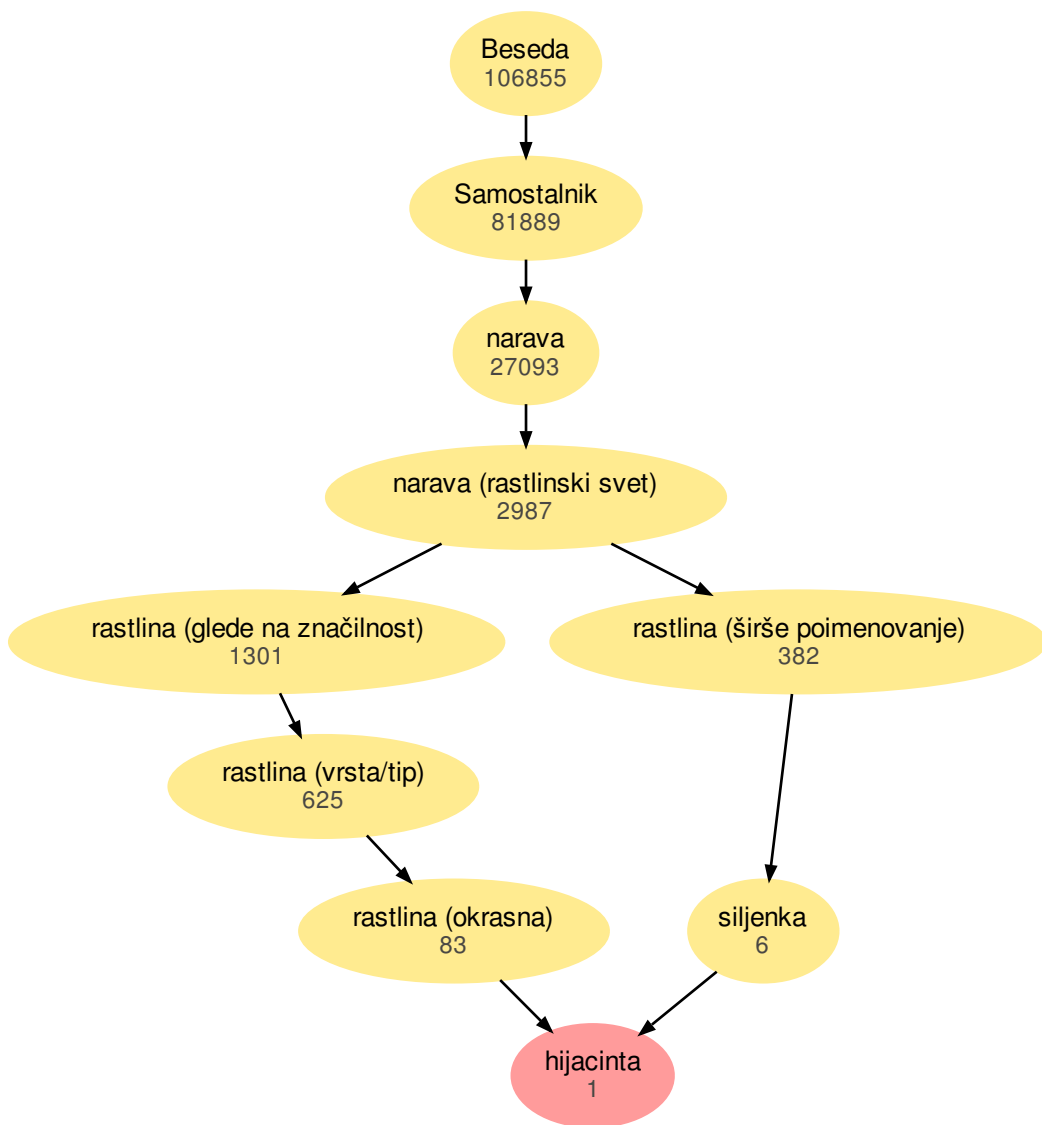 Beseda
106855
Samostalnik
81889
narava
27093
narava (rastlinski svet)
2987
rastlina (glede na značilnost)
1301
rastlina (širše poimenovanje)
382
rastlina (vrsta/tip)
625
rastlina (okrasna)
83
siljenka
6
hijacinta
1